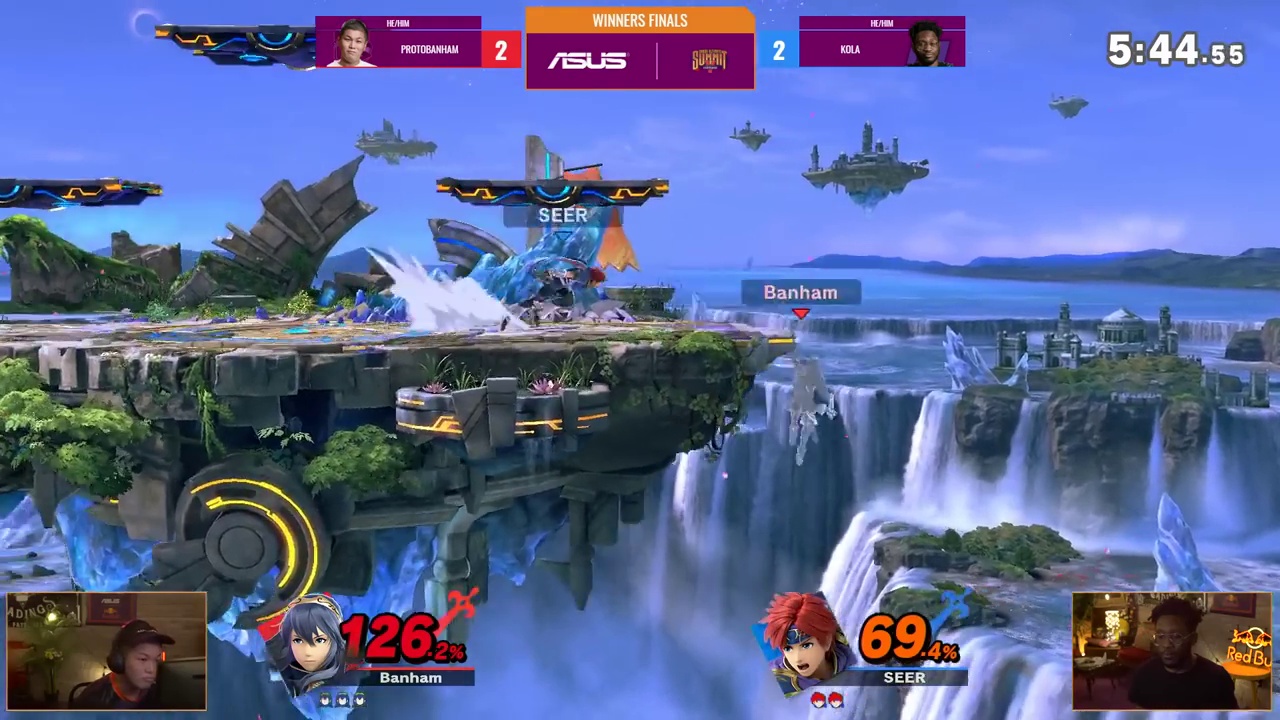 HE/HIM
PROTOBANHAM
2
WINNERS FINALS
ASUS
SUMMIT
2
HE/HIM
KOLA
5:44.55
SEER
Banham
126.2%
Banham
69.4%
SEER
Red Bu